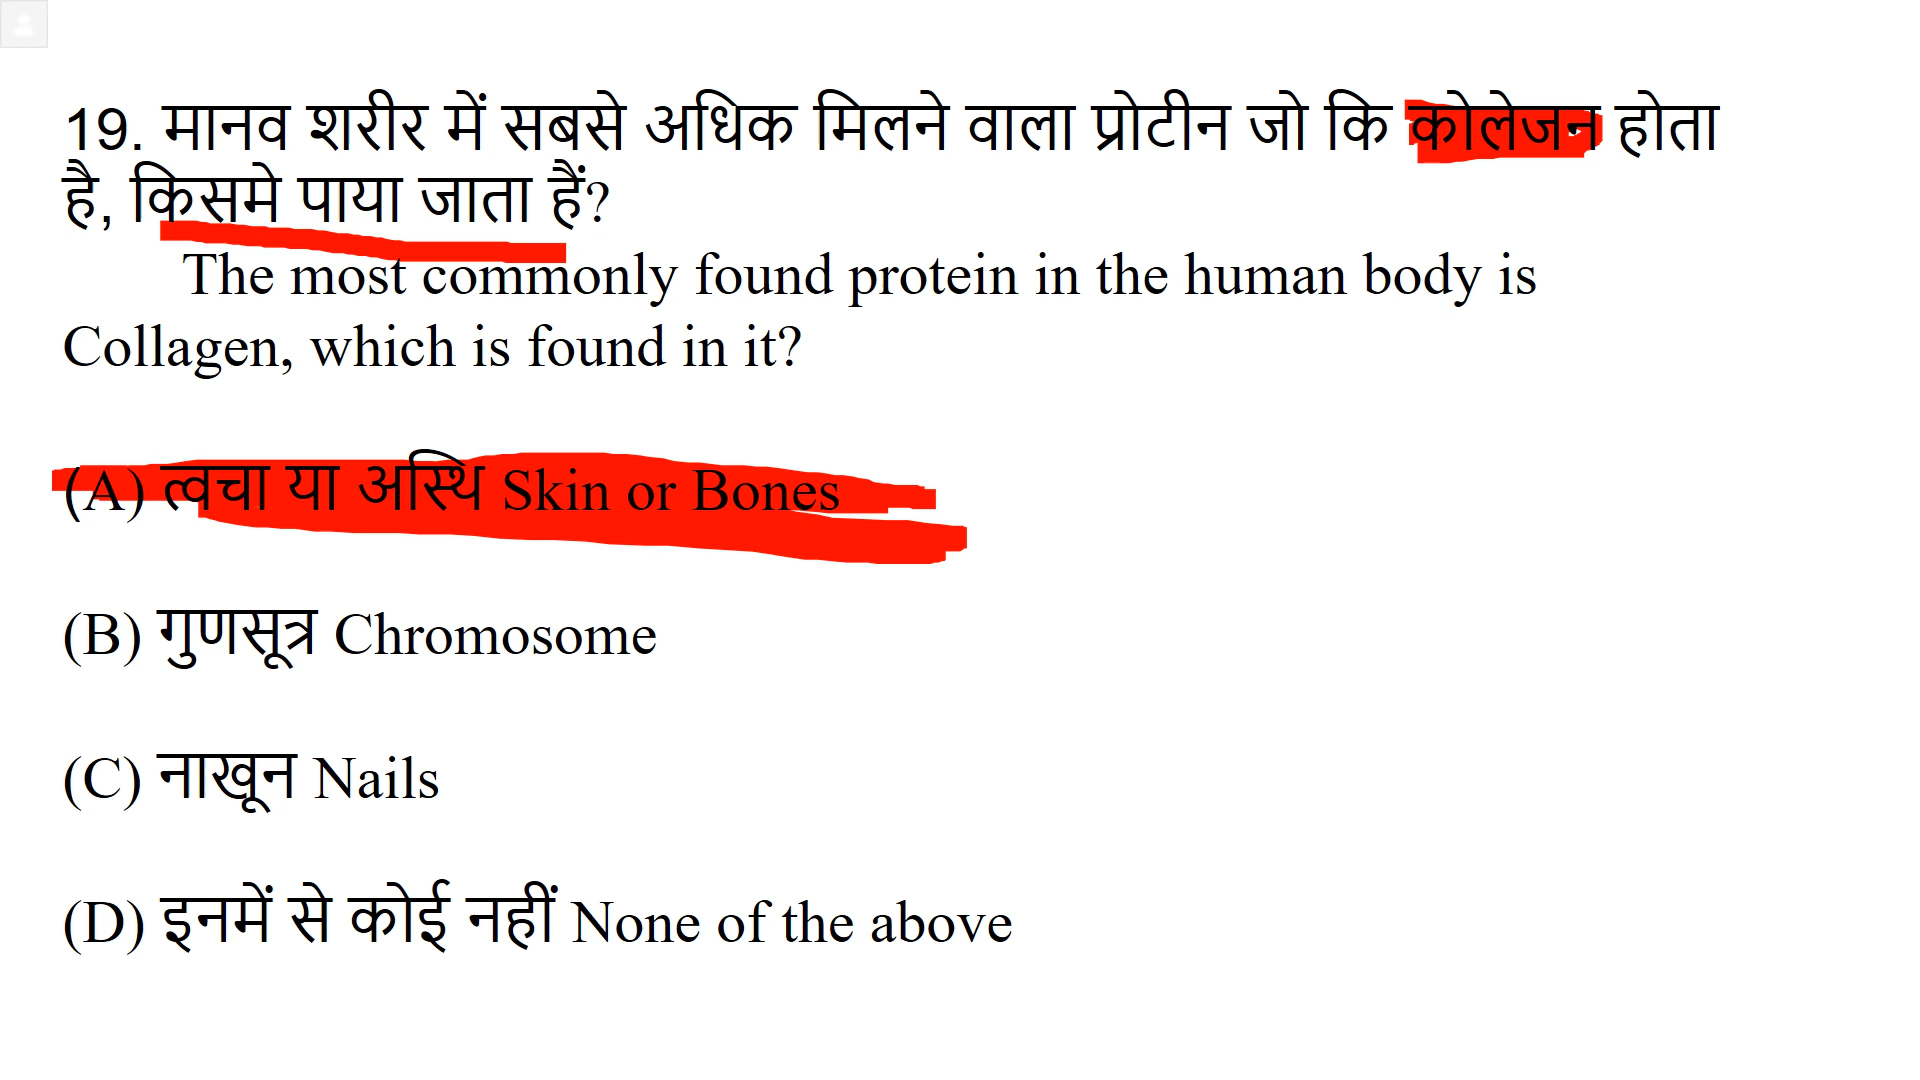 19. मानव शरीर में सबसे अधिक मिलने वाला प्रोटीन जो कि कोलेजन होता
है, किसमे पाया जाता हैं?
The most commonly found protein in the human body is
Collagen, which is found in it?
(A) त्वचा या अस्थि Skin or Bones
(B) गुणसूत्र Chromosome
(C) नाखून Nails
(D) इनमें से कोई नहीं None of the above